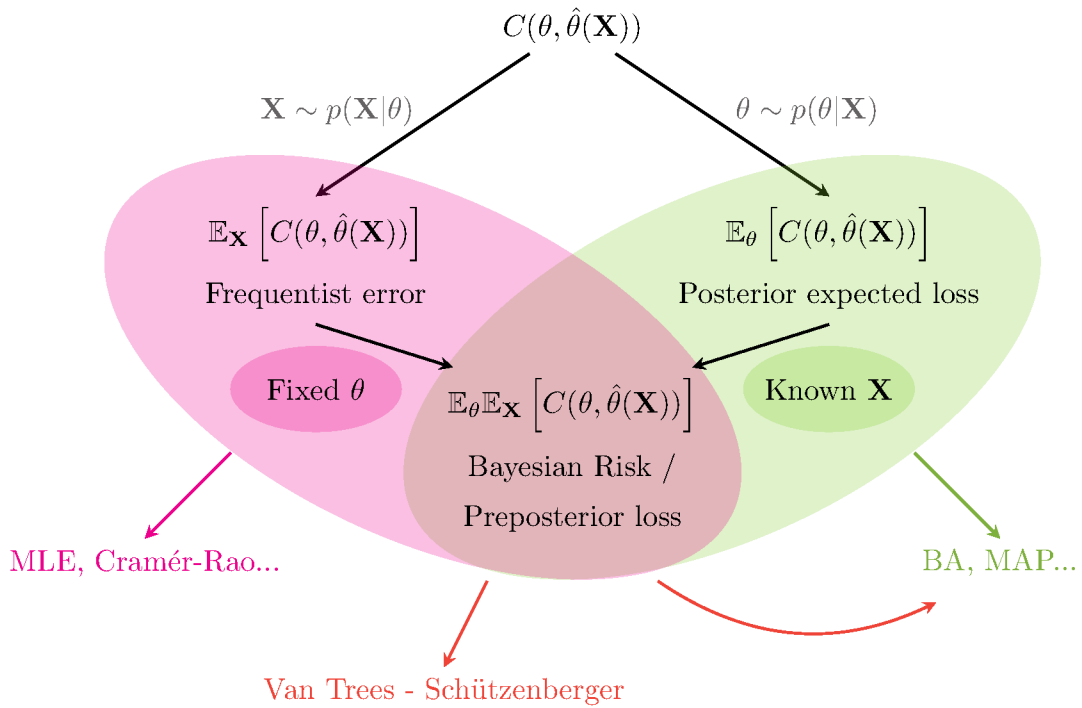 C(θ, θ̂(𝐗))
𝐗 ∼ p(𝐗|θ)
θ ∼ p(θ|𝐗)
𝔼_𝐗 [C(θ, θ̂(𝐗))]
Frequentist error
𝔼_θ [C(θ, θ̂(𝐗))]
Posterior expected loss
Fixed θ
Known 𝐗
𝔼_θ𝔼_𝐗 [C(θ, θ̂(𝐗))]
Bayesian Risk /
Preposterior loss
MLE, Cramér-Rao...
BA, MAP...
Van Trees - Schützenberger